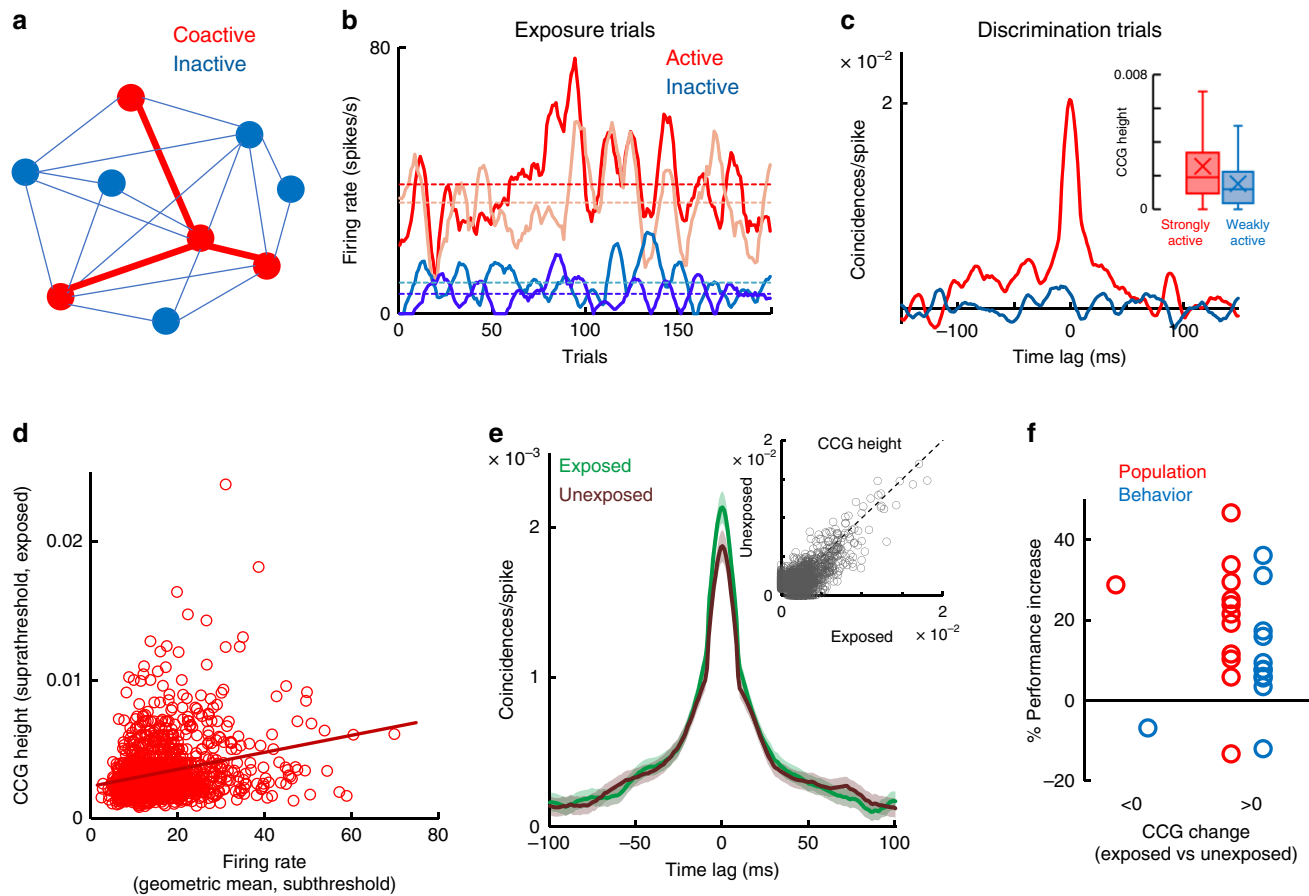 a
Coactive
Inactive
b
Exposure trials
80
Active
Inactive
Firing rate (spikes/s)
0
0 50 100 150
Trials
c
Discrimination trials
× 10⁻²
2
Coincidences/spike
−100 0 100
Time lag (ms)
0.008
CCG height
0
Strongly active
Weakly active
d
CCG height (suprathreshold, exposed)
0.02
0.01
0
0 20 40 60 80
Firing rate
(geometric mean, subthreshold)
e
× 10⁻³
Exposed
Unexposed
2
1
0
Coincidences/spike
−100 −50 0 50 100
Time lag (ms)
2
× 10⁻²
CCG height
Unexposed
0
0 2
Exposed
× 10⁻²
f
Population
Behavior
% Performance increase
40
20
0
−20
<0 >0
CCG change
(exposed vs unexposed)